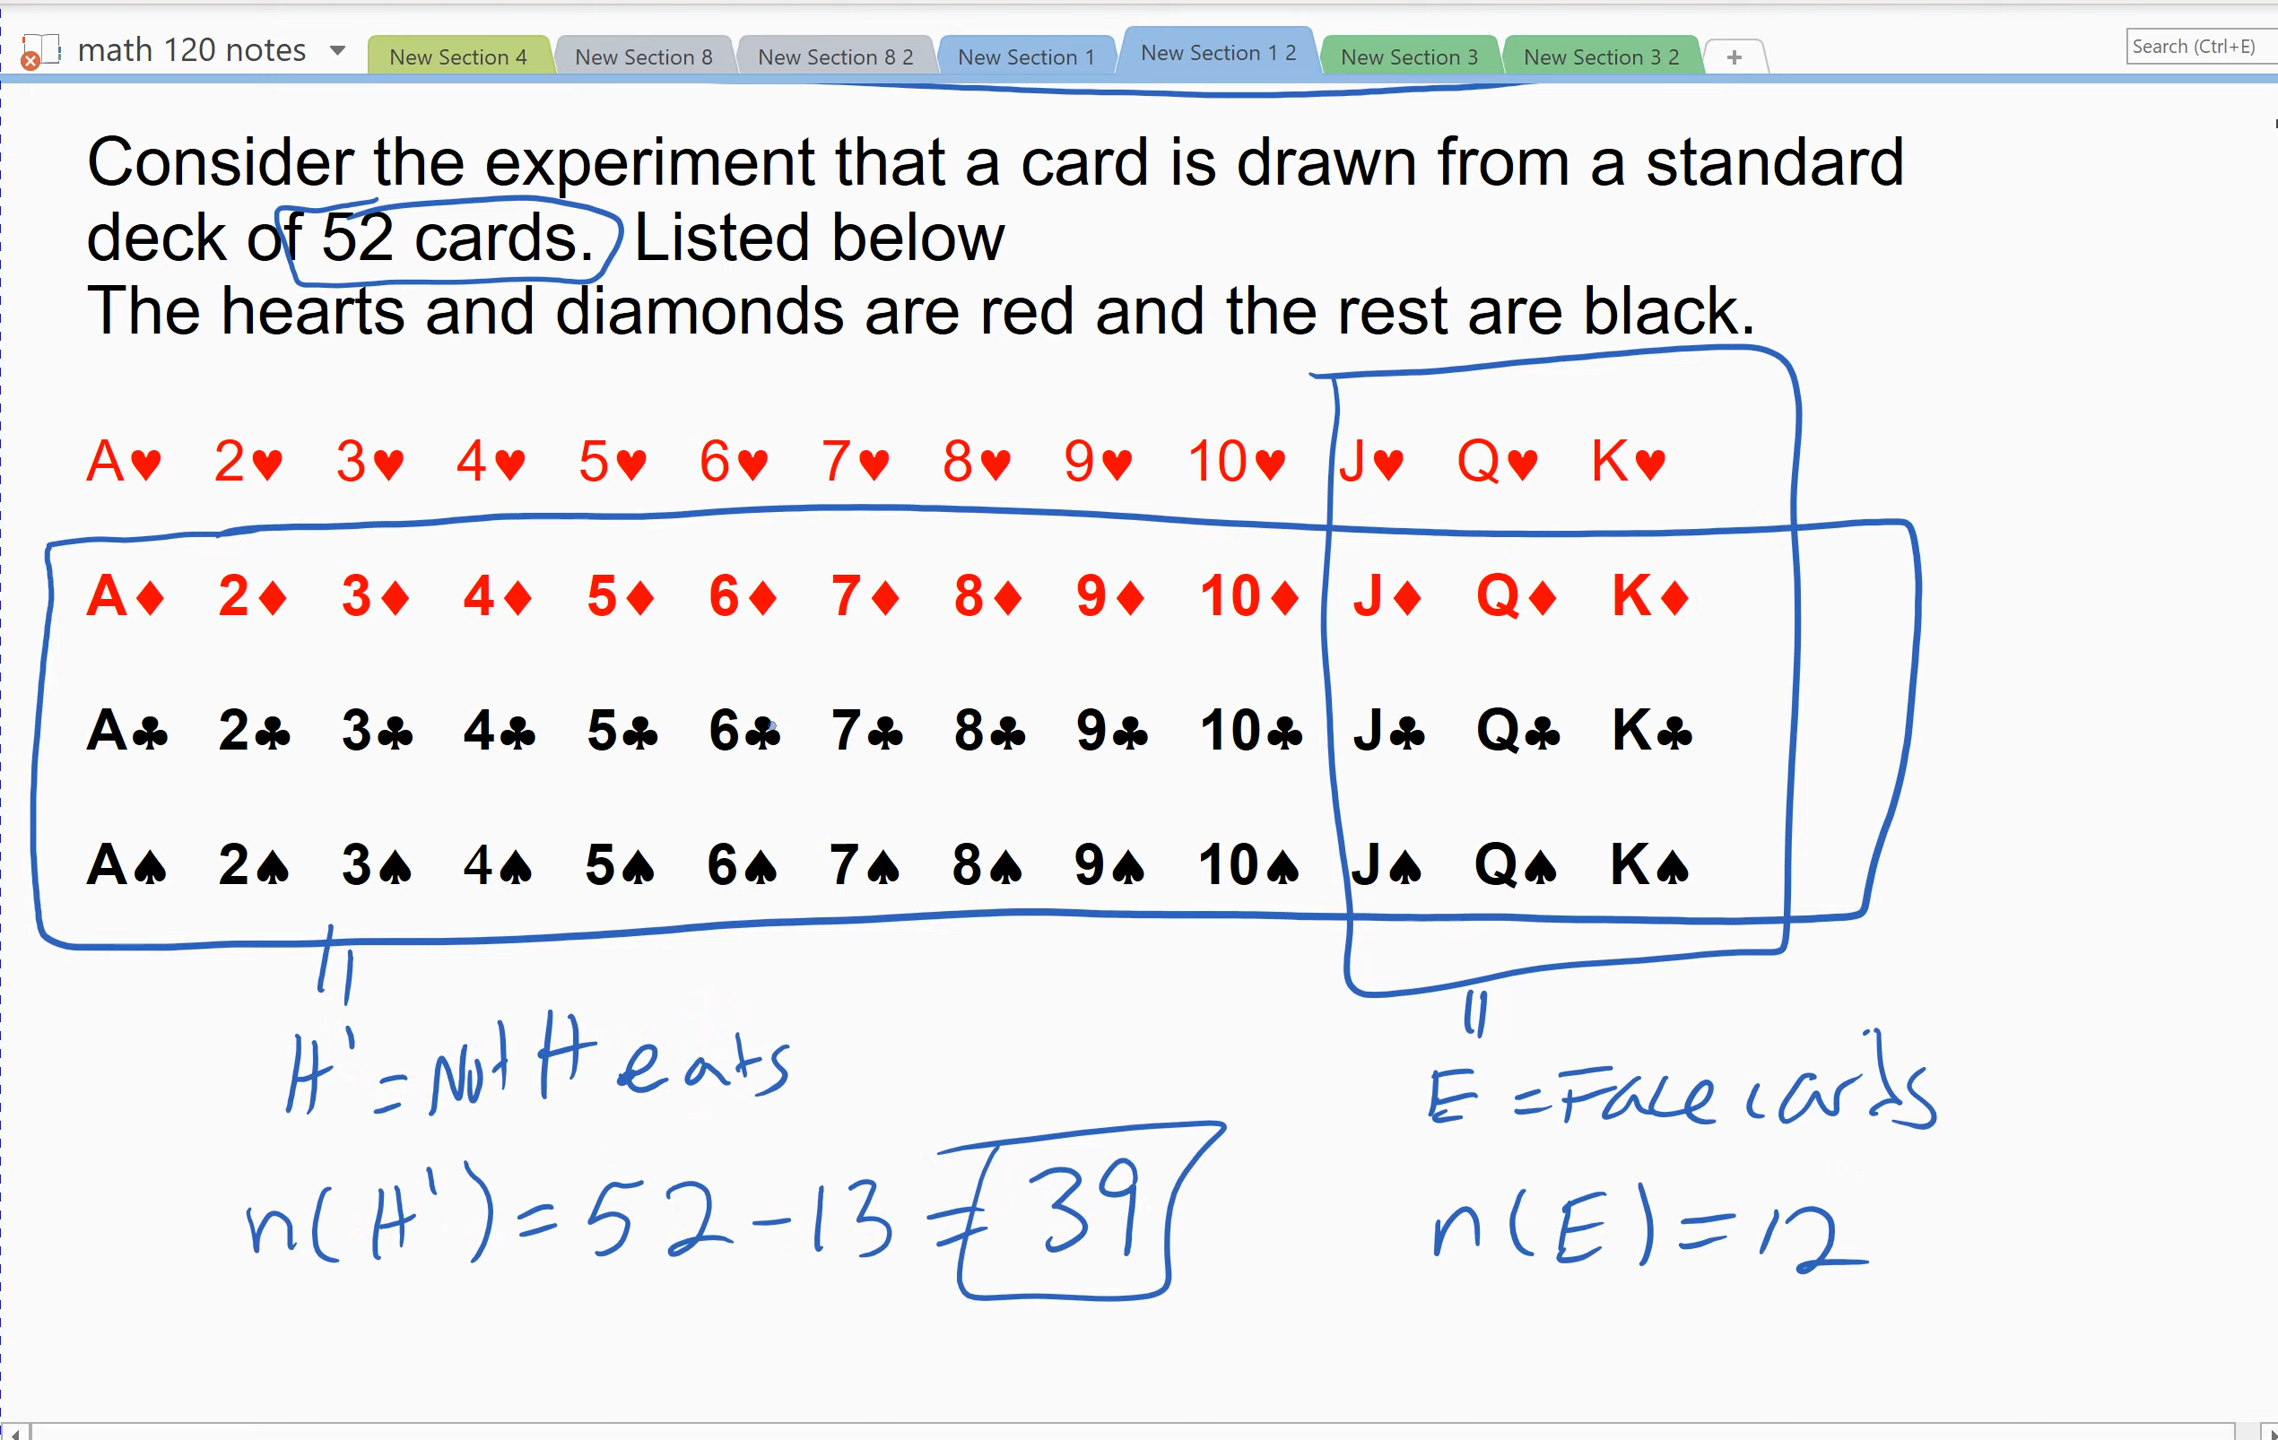 math 120 notes
New Section 4
New Section 8
New Section 8 2
New Section 1
New Section 1 2
New Section 3
New Section 3 2
+
Search (Ctrl+E)
Consider the experiment that a card is drawn from a standard
deck of 52 cards. Listed below
The hearts and diamonds are red and the rest are black.
A♥ 2♥ 3♥ 4♥ 5♥ 6♥ 7♥ 8♥ 9♥ 10♥ J♥ Q♥ K♥
A♦ 2♦ 3♦ 4♦ 5♦ 6♦ 7♦ 8♦ 9♦ 10♦ J♦ Q♦ K♦
A♣ 2♣ 3♣ 4♣ 5♣ 6♣ 7♣ 8♣ 9♣ 10♣ J♣ Q♣ K♣
A♠ 2♠ 3♠ 4♠ 5♠ 6♠ 7♠ 8♠ 9♠ 10♠ J♠ Q♠ K♠
H' = Not Heats
n(H') = 52 - 13 = 39
E = Face cards
n(E) = 12